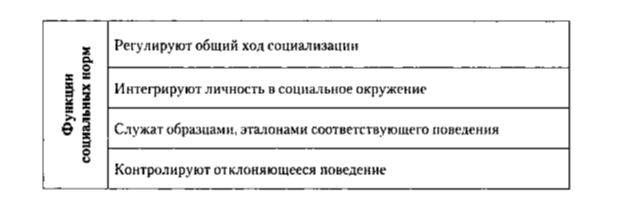 Функции
социальных норм
Регулируют общий ход социализации
Интегрируют личность в социальное окружение
Служат образцами, эталонами соответствующего поведения
Контролируют отклоняющееся поведение